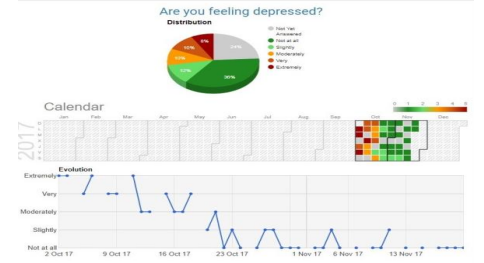 Are you feeling depressed?
Distribution
Not Yet
Answered
Not at all
Slightly
Moderately
Very
Extremely
24%
30%
Calendar
0 1 2 3 4 5
Jan Feb Mar Apr May Jun Jul Aug Sep Oct Nov Dec
2017
Evolution
Extremely
Very
Moderately
Slightly
Not at all
2 Oct 17 9 Oct 17 16 Oct 17 23 Oct 17 1 Nov 17 6 Nov 17 13 Nov 17